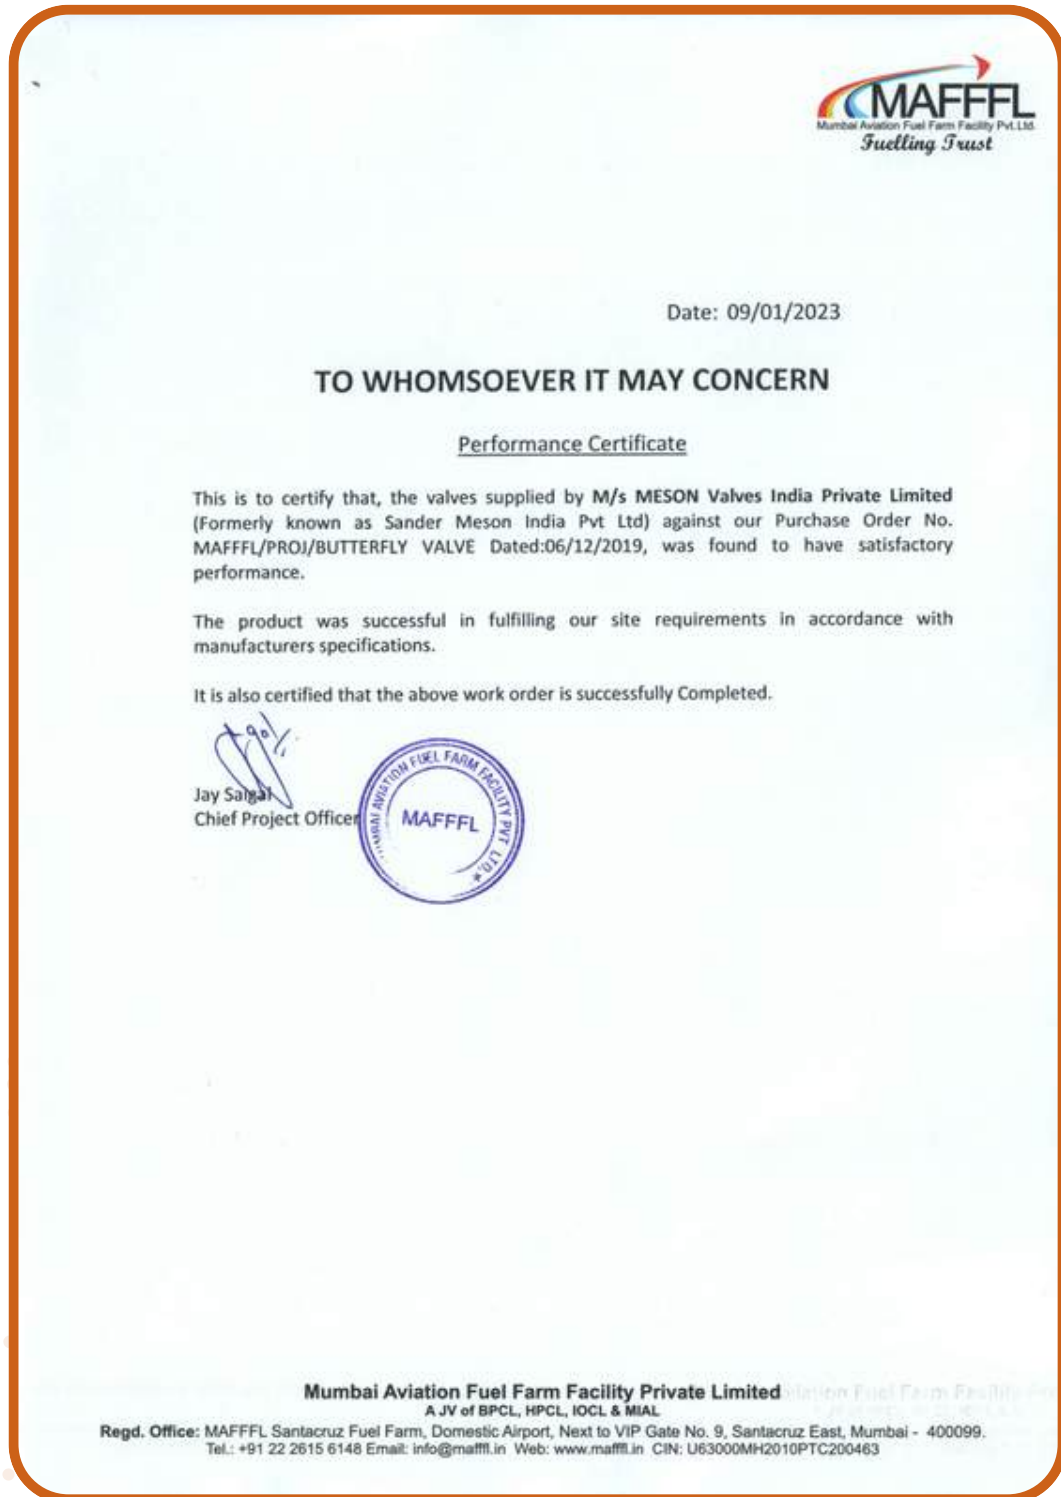 MAFFFL
Mumbai Aviation Fuel Farm Facility Pvt.Ltd.
Fuelling Trust
Date: 09/01/2023
TO WHOMSOEVER IT MAY CONCERN
Performance Certificate
This is to certify that, the valves supplied by M/s MESON Valves India Private Limited
(Formerly known as Sander Meson India Pvt Ltd) against our Purchase Order No.
MAFFFL/PROJ/BUTTERFLY VALVE Dated:06/12/2019, was found to have satisfactory
performance.
The product was successful in fulfilling our site requirements in accordance with
manufacturers specifications.
It is also certified that the above work order is successfully Completed.
Jay Saigal
Chief Project Officer
AVIATION FUEL FARM FACILITY PVT. LTD.
MAFFFL
Mumbai Aviation Fuel Farm Facility Private Limited
A JV of BPCL, HPCL, IOCL & MIAL
Regd. Office: MAFFFL Santacruz Fuel Farm, Domestic Airport, Next to VIP Gate No. 9, Santacruz East, Mumbai - 400099.
Tel.: +91 22 2615 6148 Email: info@mafffl.in Web: www.mafffl.in CIN: U63000MH2010PTC200463